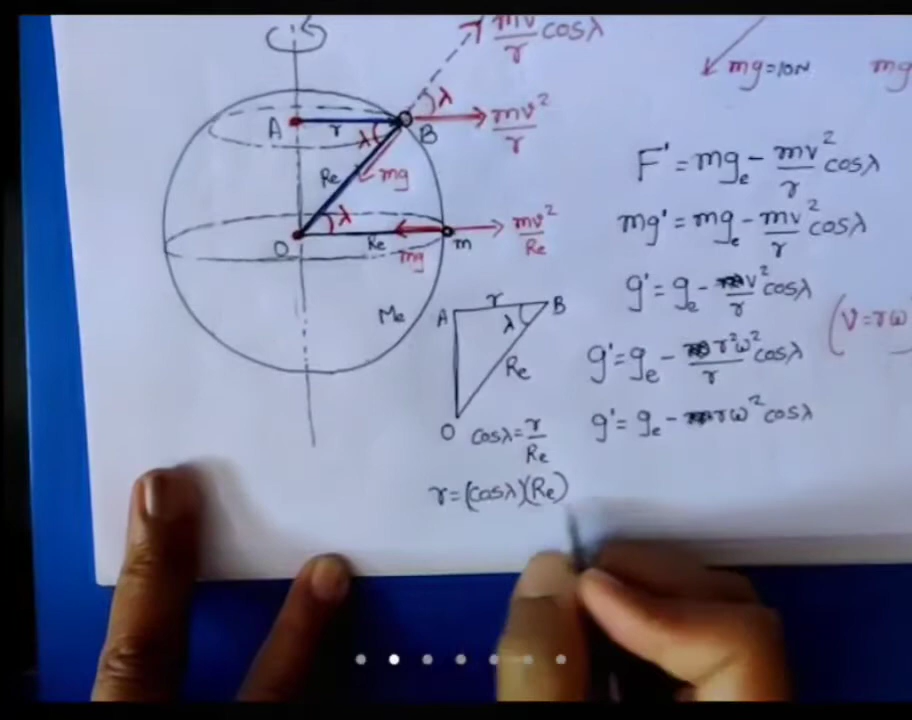 mv²/r cosλ
mg=10N
mg
A r B λ
λ
mv²/r
Re mg
λ
O Re m
mg
mv²/Re
Me
A r B
λ
Re
O
cosλ = r/Re
r = (cosλ)(Re)
F' = mgₑ - mv²/r cosλ
mg' = mgₑ - mv²/r cosλ
g' = gₑ - v²/r cosλ
(v = rω
g' = gₑ - r²ω²/r cosλ
g' = gₑ - rω² cosλ